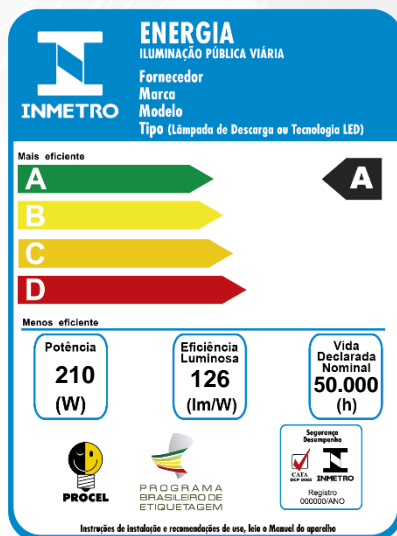 ENERGIA
ILUMINAÇÃO PÚBLICA VIÁRIA
INMETRO
Fornecedor
Marca
Modelo
Tipo (Lâmpada de Descarga ou Tecnologia LED)
Mais eficiente
A
A
B
C
D
Menos eficiente
Potência
210
(W)
Eficiência
Luminosa
126
(lm/W)
Vida
Declarada
Nominal
50.000
(h)
PROCEL
PROGRAMA
BRASILEIRO DE
ETIQUETAGEM
Segurança
Desempenho
CATA
INMETRO
Registro
000000/ANO
Instruções de instalação e recomendações de uso, leia o Manual do aparelho